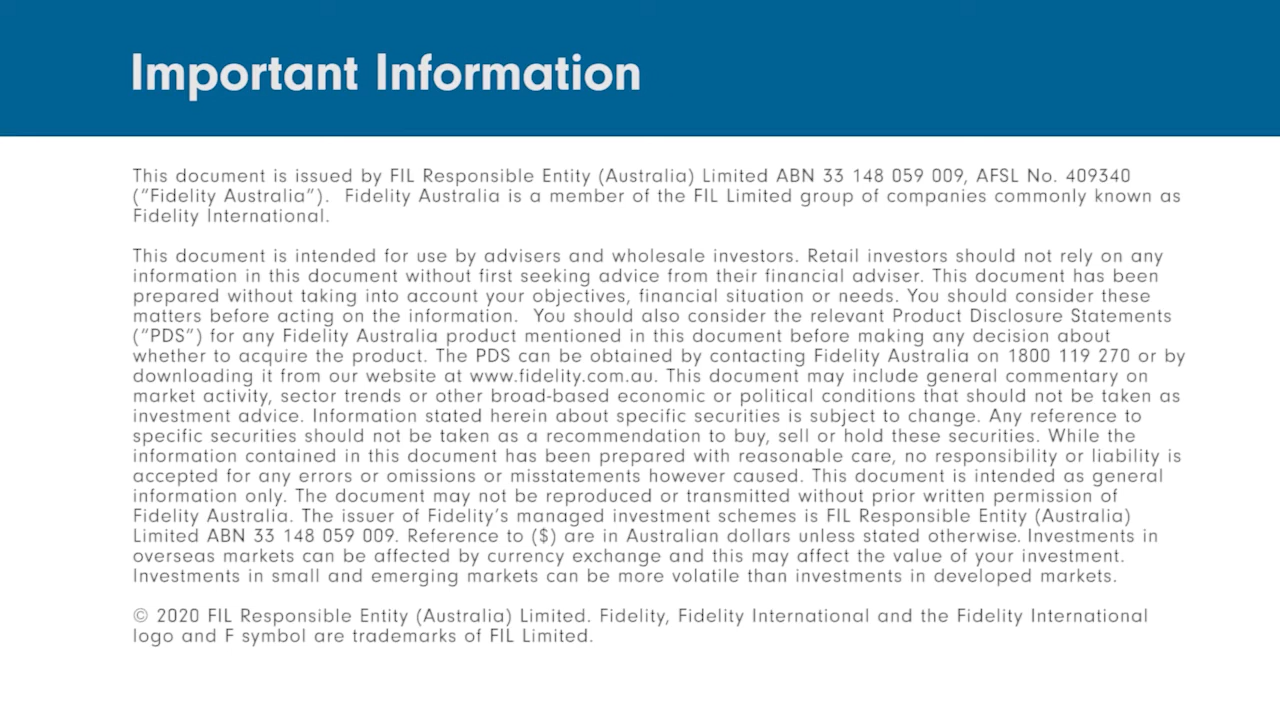 Important Information
This document is issued by FIL Responsible Entity (Australia) Limited ABN 33 148 059 009, AFSL No. 409340
(“Fidelity Australia”).  Fidelity Australia is a member of the FIL Limited group of companies commonly known as
Fidelity International.
This document is intended for use by advisers and wholesale investors. Retail investors should not rely on any
information in this document without first seeking advice from their financial adviser. This document has been
prepared without taking into account your objectives, financial situation or needs. You should consider these
matters before acting on the information.  You should also consider the relevant Product Disclosure Statements
(“PDS”) for any Fidelity Australia product mentioned in this document before making any decision about
whether to acquire the product. The PDS can be obtained by contacting Fidelity Australia on 1800 119 270 or by
downloading it from our website at www.fidelity.com.au. This document may include general commentary on
market activity, sector trends or other broad-based economic or political conditions that should not be taken as
investment advice. Information stated herein about specific securities is subject to change. Any reference to
specific securities should not be taken as a recommendation to buy, sell or hold these securities. While the
information contained in this document has been prepared with reasonable care, no responsibility or liability is
accepted for any errors or omissions or misstatements however caused. This document is intended as general
information only. The document may not be reproduced or transmitted without prior written permission of
Fidelity Australia. The issuer of Fidelity’s managed investment schemes is FIL Responsible Entity (Australia)
Limited ABN 33 148 059 009. Reference to ($) are in Australian dollars unless stated otherwise. Investments in
overseas markets can be affected by currency exchange and this may affect the value of your investment.
Investments in small and emerging markets can be more volatile than investments in developed markets.
© 2020 FIL Responsible Entity (Australia) Limited. Fidelity, Fidelity International and the Fidelity International
logo and F symbol are trademarks of FIL Limited.